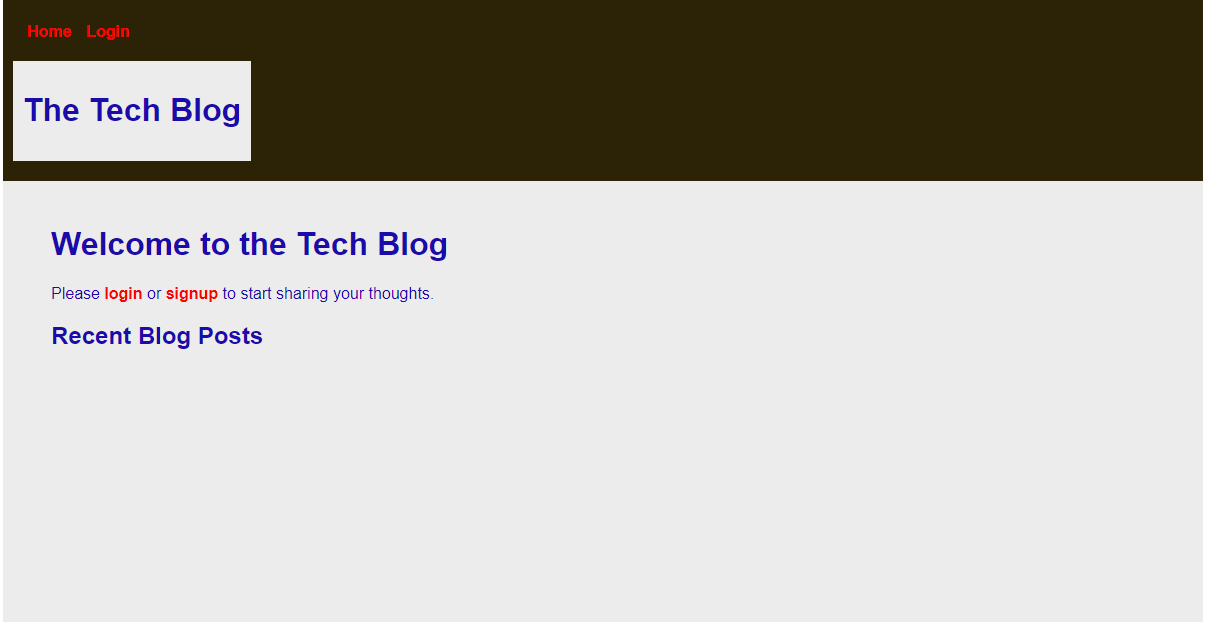 Home Login
The Tech Blog
Welcome to the Tech Blog
Please login or signup to start sharing your thoughts.
Recent Blog Posts